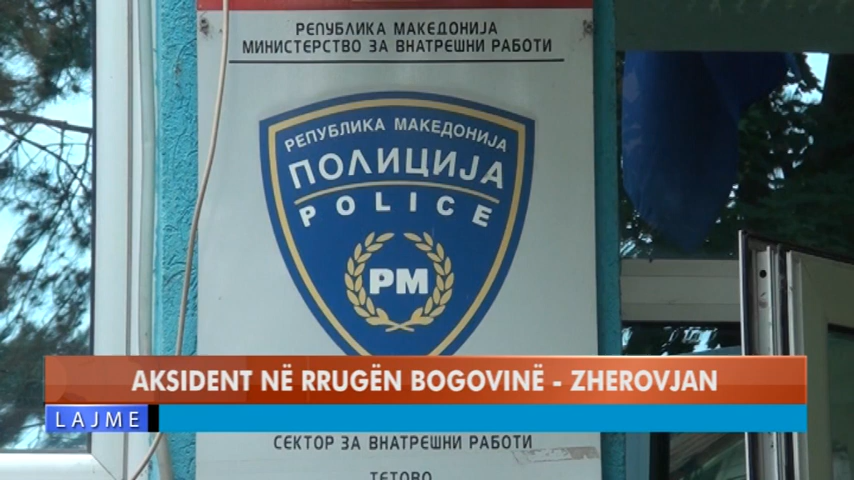 РЕПУБЛИКА МАКЕДОНИЈА
МИНИСТЕРСТВО ЗА ВНАТРЕШНИ РАБОТИ
РЕПУБЛИКА МАКЕДОНИЈА
ПОЛИЦИЈА
POLICE
РМ
AKSIDENT NË RRUGËN BOGOVINË - ZHEROVJAN
LAJME
СЕКТОР ЗА ВНАТРЕШНИ РАБОТИ
ТЕТОВО